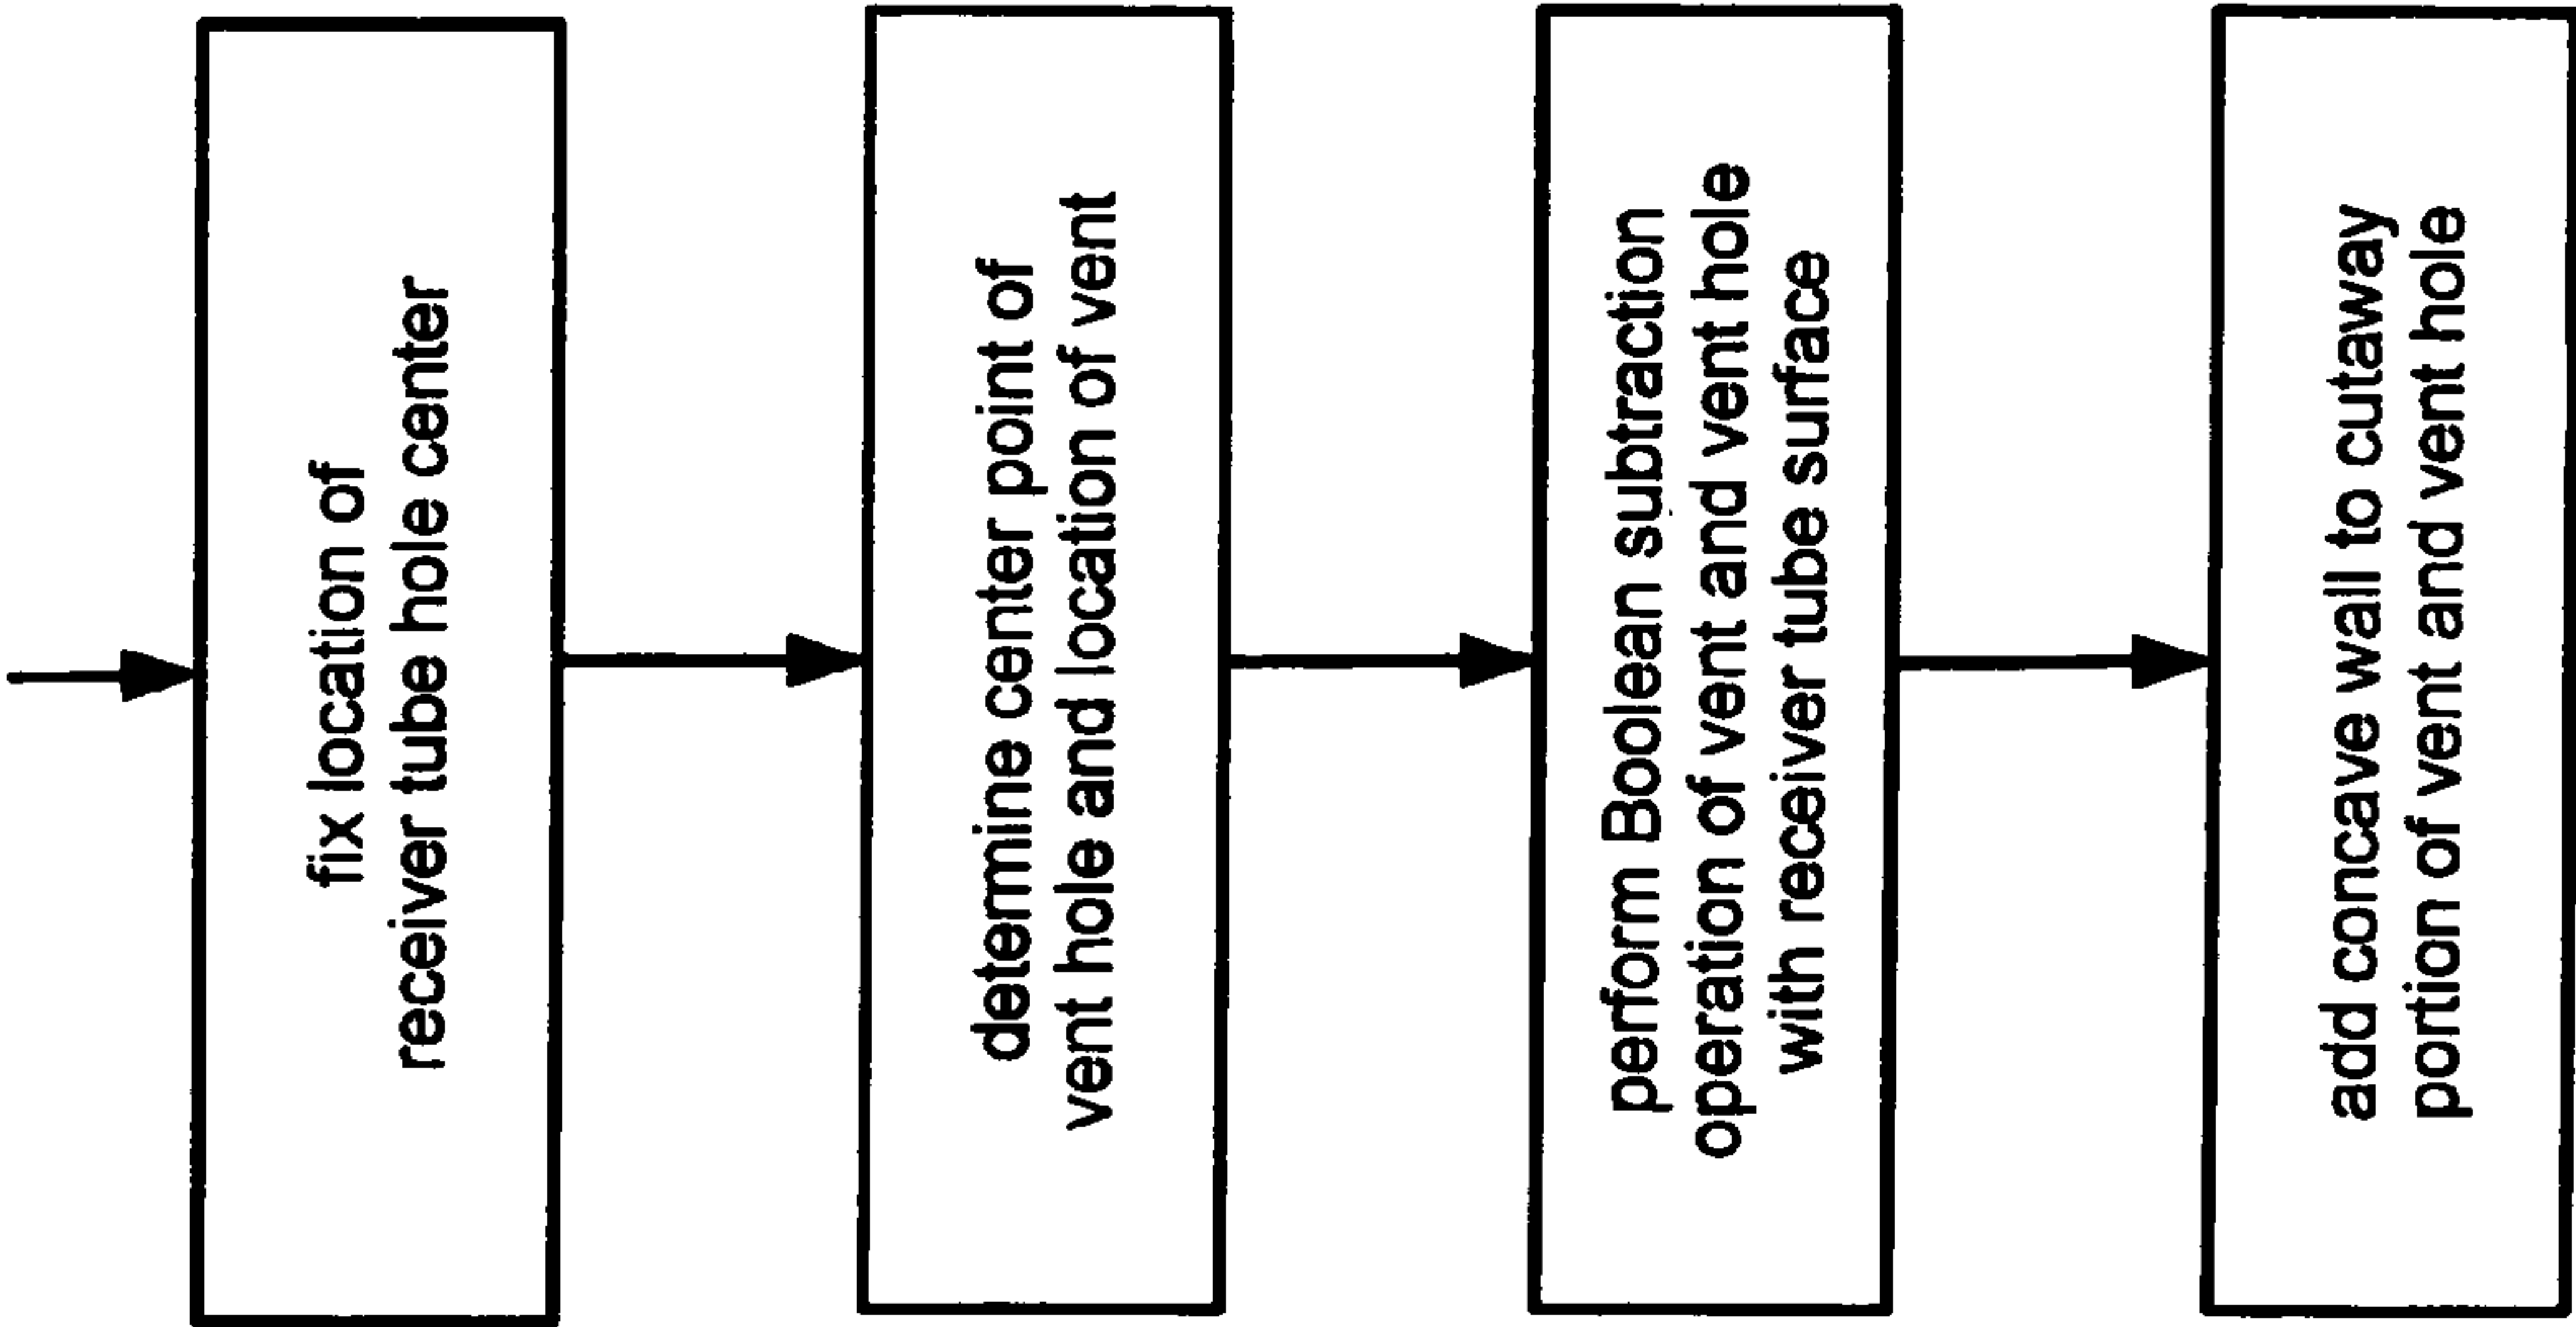 fix location of
receiver tube hole center
determine center point of
vent hole and location of vent
perform Boolean subtraction
operation of vent and vent hole
with receiver tube surface
add concave wall to cutaway
portion of vent and vent hole